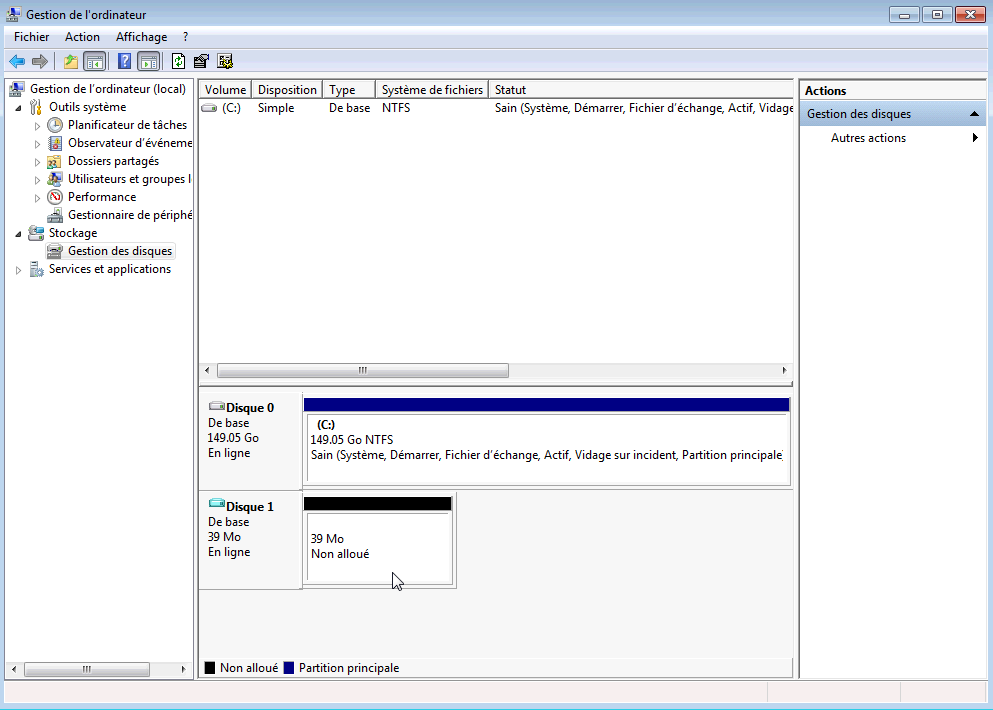 Gestion de l'ordinateur
Fichier Action Affichage ?
Gestion de l'ordinateur (local)
Outils système
Planificateur de tâches
Observateur d'événeme
Dossiers partagés
Utilisateurs et groupes l
Performance
Gestionnaire de périphé
Stockage
Gestion des disques
Services et applications
Volume Disposition Type Système de fichiers Statut
(C:) Simple De base NTFS Sain (Système, Démarrer, Fichier d'échange, Actif, Vidage
Disque 0
De base
149.05 Go
En ligne
(C:)
149.05 Go NTFS
Sain (Système, Démarrer, Fichier d'échange, Actif, Vidage sur incident, Partition principale
Disque 1
De base
39 Mo
En ligne
39 Mo
Non alloué
Non alloué Partition principale
Actions
Gestion des disques
Autres actions